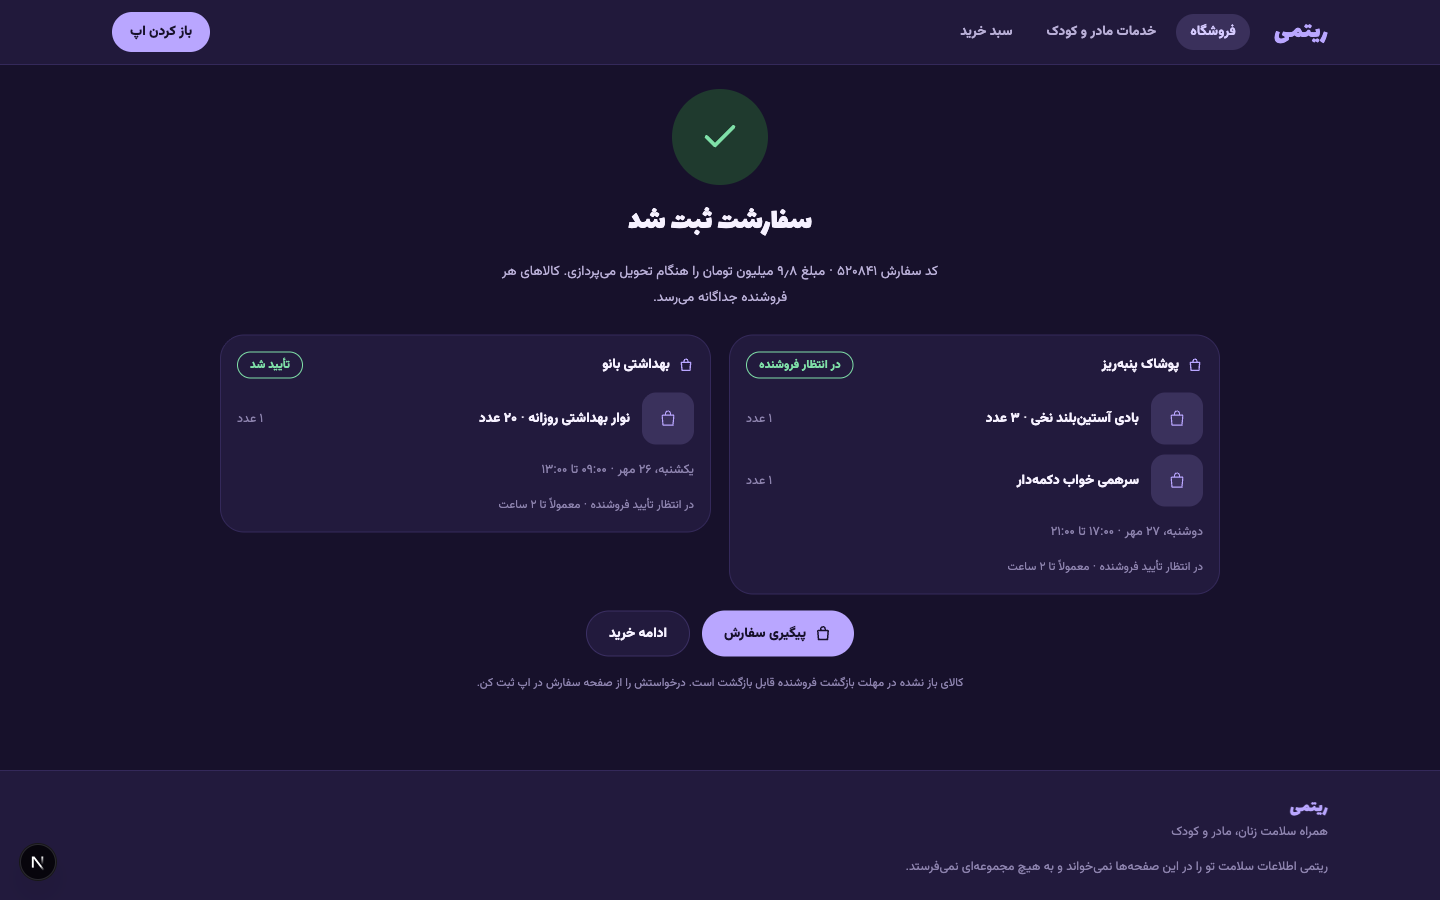 ریتمی
فروشگاه
خدمات مادر و کودک
سبد خرید
باز کردن اپ
سفارشت ثبت شد
کد سفارش ۵۲۰۸۴۱ · مبلغ ۹٫۸ میلیون تومان را هنگام تحویل می‌پردازی. کالاهای هر
فروشنده جداگانه می‌رسد.
پوشاک پنبه‌ریز
در انتظار فروشنده
بادی آستین‌بلند نخی · ۳ عدد
۱ عدد
سرهمی خواب دکمه‌دار
۱ عدد
دوشنبه، ۲۷ مهر · ۱۷:۰۰ تا ۲۱:۰۰
در انتظار تأیید فروشنده · معمولاً تا ۲ ساعت
بهداشتی بانو
تأیید شد
نوار بهداشتی روزانه · ۲۰ عدد
۱ عدد
یکشنبه، ۲۶ مهر · ۰۹:۰۰ تا ۱۳:۰۰
در انتظار تأیید فروشنده · معمولاً تا ۲ ساعت
پیگیری سفارش
ادامه خرید
کالای باز نشده در مهلت بازگشت فروشنده قابل بازگشت است. درخواستش را از صفحه سفارش در اپ ثبت کن.
ریتمی
همراه سلامت زنان، مادر و کودک
ریتمی اطلاعات سلامت تو را در این صفحه‌ها نمی‌خواند و به هیچ مجموعه‌ای نمی‌فرستد.
N